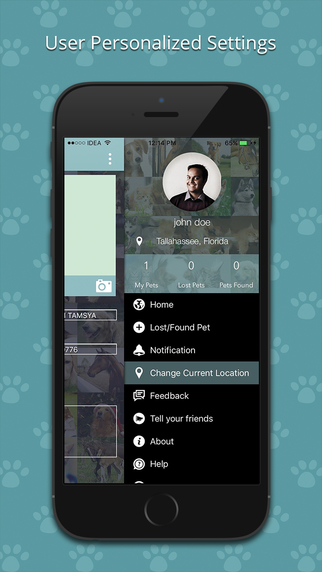 User Personalized Settings
IDEA 12:14 PM 65%
john doe
Tallahassee, Florida
1 0 0
My Pets Lost Pets Pets Found
TAMSYA
Home
Lost/Found Pet
0776
Notification
Change Current Location
Feedback
Tell your friends
About
Help